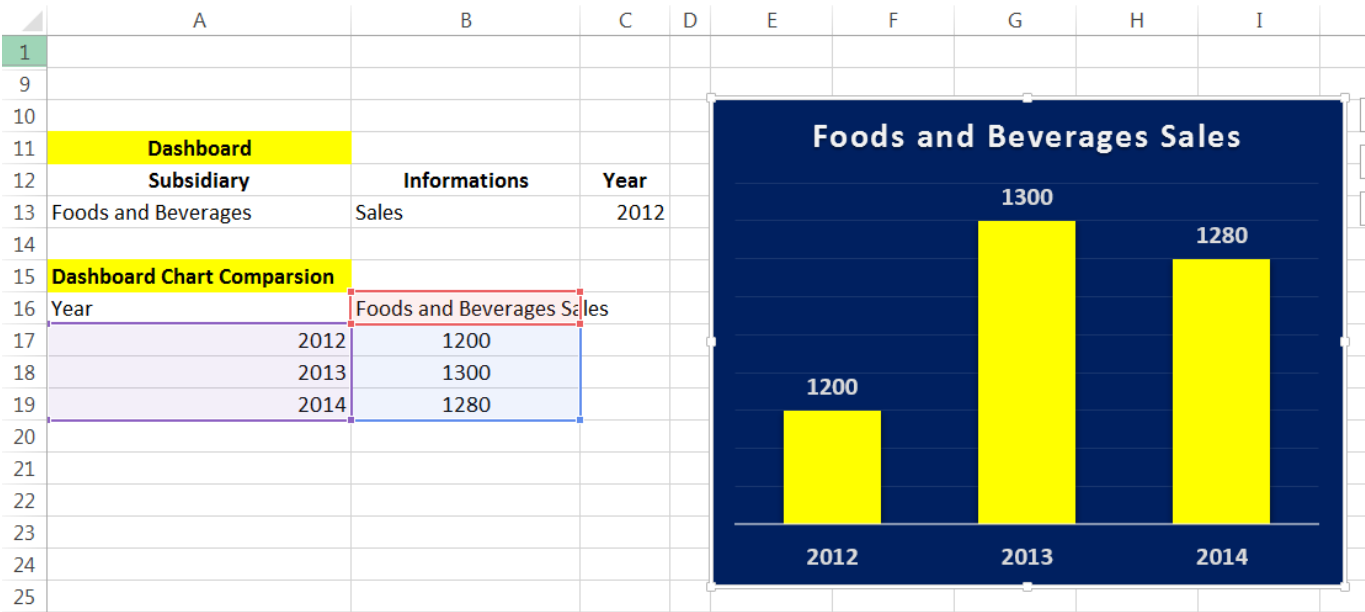 A B C D E F G H I
1
9
10
11 Dashboard
12 Subsidiary Informations Year
13 Foods and Beverages Sales 2012
14
15 Dashboard Chart Comparsion
16 Year Foods and Beverages Sales
17 2012 1200
18 2013 1300
19 2014 1280
20
21
22
23
24
25
Foods and Beverages Sales
1300
1280
1200
2012 2013 2014